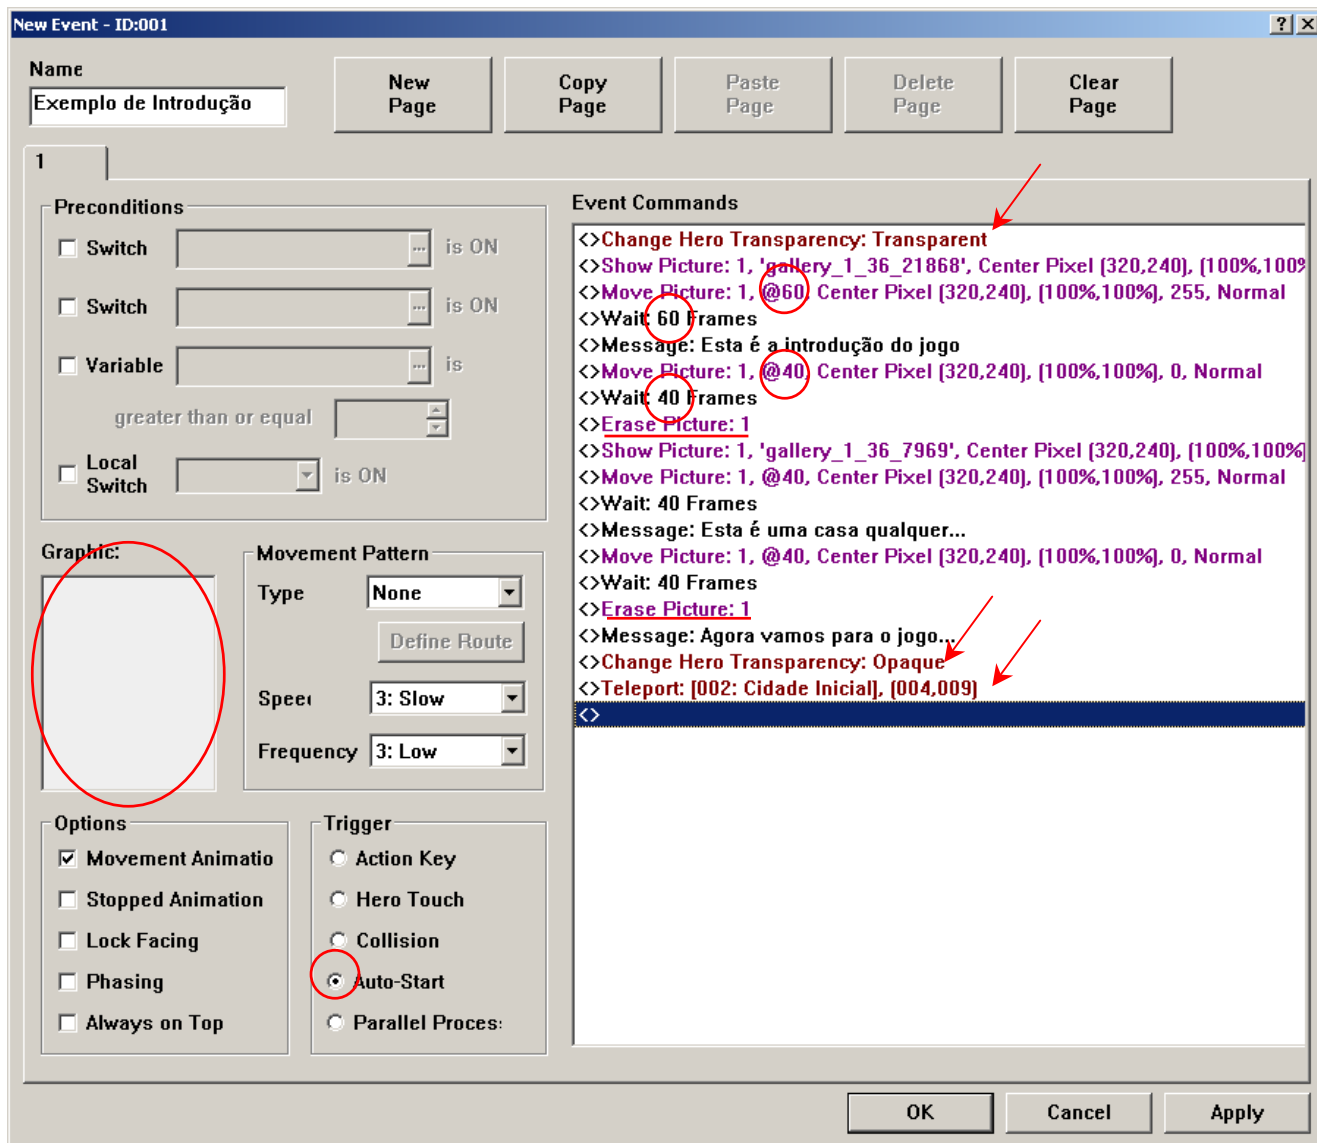 New Event - ID:001
Name
Exemplo de Introdução
New Page
Copy Page
Paste Page
Delete Page
Clear Page
1
Preconditions
Switch ... is ON
Switch ... is ON
Variable ... is
greater than or equal
Local Switch is ON
Graphic:
Movement Pattern
Type None
Define Route
Speed 3: Slow
Frequency 3: Low
Options
Movement Animatio
Stopped Animation
Lock Facing
Phasing
Always on Top
Trigger
Action Key
Hero Touch
Collision
Auto-Start
Parallel Proces
Event Commands
<>Change Hero Transparency: Transparent
<>Show Picture: 1, 'gallery_1_36_21868', Center Pixel (320,240), (100%,100%
<>Move Picture: 1, @60, Center Pixel (320,240), (100%,100%), 255, Normal
<>Wait: 60 Frames
<>Message: Esta é a introdução do jogo
<>Move Picture: 1, @40, Center Pixel (320,240), (100%,100%), 0, Normal
<>Wait: 40 Frames
<>Erase Picture: 1
<>Show Picture: 1, 'gallery_1_36_7969', Center Pixel (320,240), (100%,100%)
<>Move Picture: 1, @40, Center Pixel (320,240), (100%,100%), 255, Normal
<>Wait: 40 Frames
<>Message: Esta é uma casa qualquer...
<>Move Picture: 1, @40, Center Pixel (320,240), (100%,100%), 0, Normal
<>Wait: 40 Frames
<>Erase Picture: 1
<>Message: Agora vamos para o jogo...
<>Change Hero Transparency: Opaque
<>Teleport: [002: Cidade Inicial], (004,009)
<>
OK
Cancel
Apply